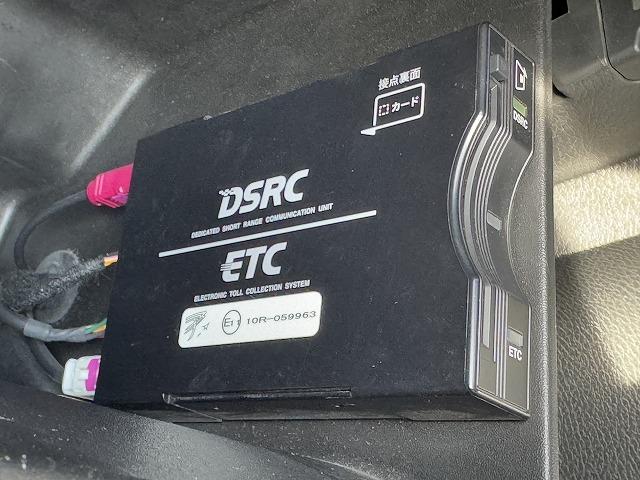 接点裏面
カード
DSRC
DSRC
DEDICATED SHORT RANGE COMMUNICATION UNIT
ETC
ELECTRONIC TOLL COLLECTION SYSTEM
E11 10R-059963
ETC